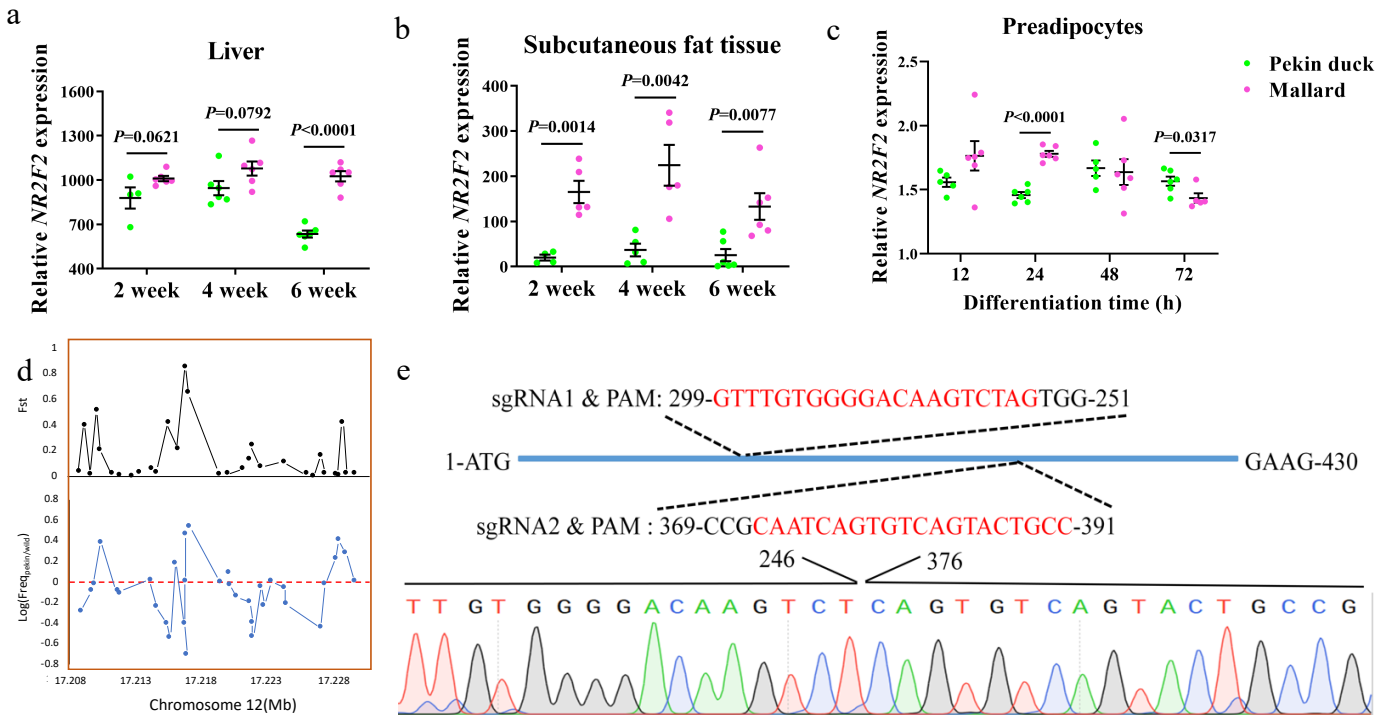 a
Liver
Relative NR2F2 expression
1600
1300
1000
700
400
P=0.0621
P=0.0792
P<0.0001
2 week
4 week
6 week
b
Subcutaneous fat tissue
Relative NR2F2 expression
400
300
200
100
0
P=0.0014
P=0.0042
P=0.0077
2 week
4 week
6 week
c
Preadipocytes
Relative NR2F2 expression
2.5
2.0
1.5
1.0
P<0.0001
P=0.0317
12
24
48
72
Differentiation time (h)
Pekin duck
Mallard
d
Fst
1
0.8
0.6
0.4
0.2
0
Log(Freqpekin/wild)
0.8
0.6
0.4
0.2
0
-0.2
-0.4
-0.6
-0.8
17.208
17.213
17.218
17.223
17.228
Chromosome 12(Mb)
e
sgRNA1 & PAM: 299-GTTTGTGGGGACAAGTCTAGTGG-251
1-ATG
GAAG-430
sgRNA2 & PAM : 369-CCGCAATCAGTGTCAGTACTGCC-391
246
376
T T G T G G G G A C A A G T C T C A G T G T C A G T A C T G C C G